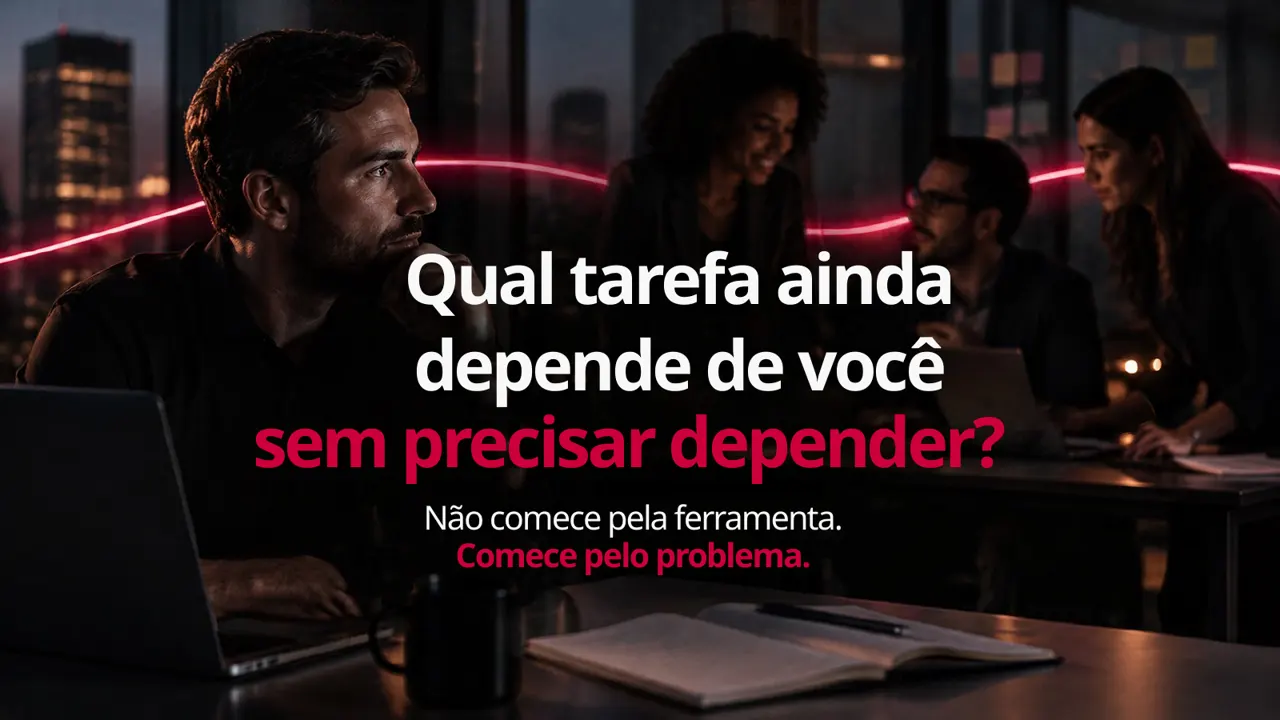 Qual tarefa ainda
depende de você
sem precisar depender?
Não comece pela ferramenta.
Comece pelo problema.